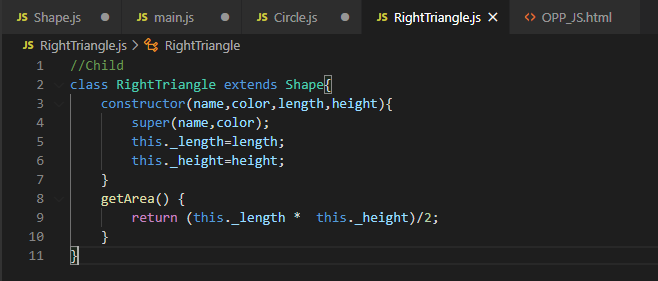 JS Shape.js JS main.js JS Circle.js JS RightTriangle.js <> OPP_JS.html
JS RightTriangle.js > RightTriangle
1 //Child
2 class RightTriangle extends Shape{
3     constructor(name,color,length,height){
4         super(name,color);
5         this._length=length;
6         this._height=height;
7     }
8     getArea() {
9         return (this._length *  this._height)/2;
10     }
11 }